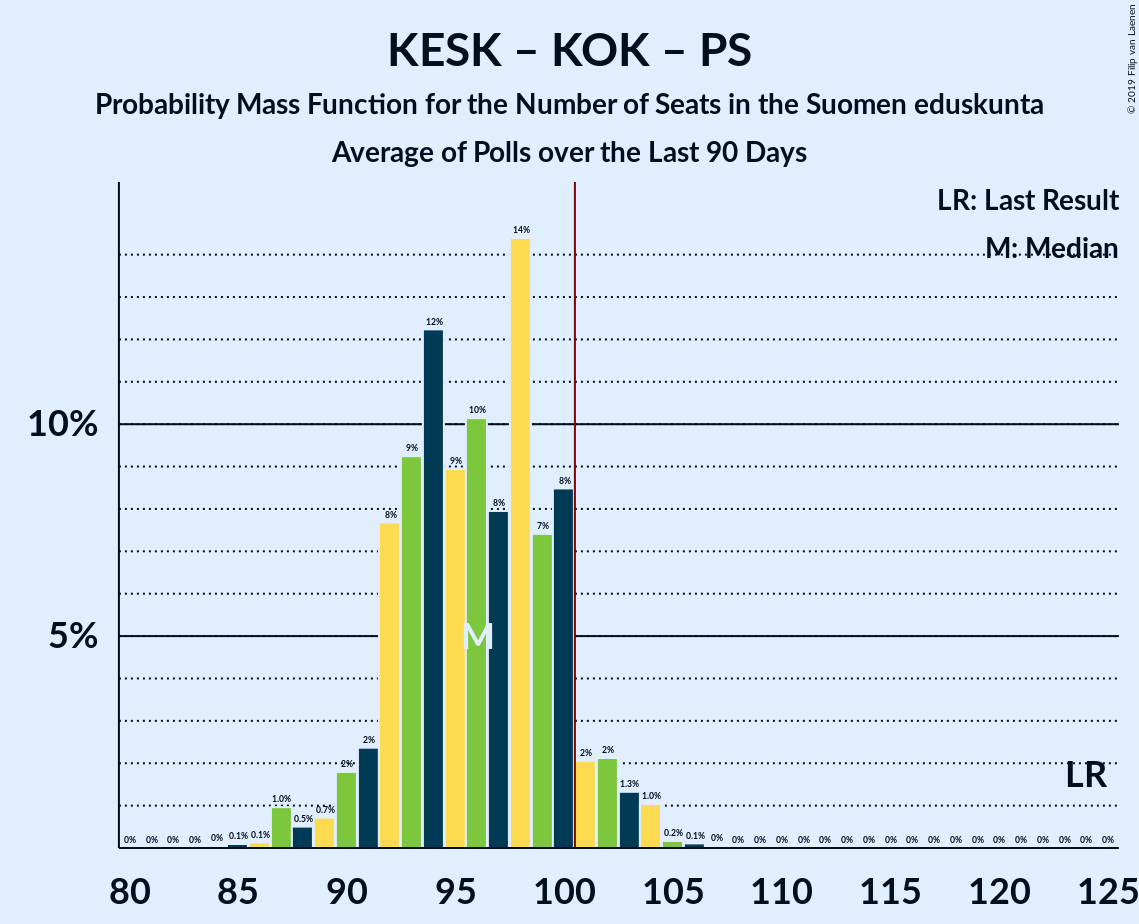 KESK – KOK – PS
Probability Mass Function for the Number of Seats in the Suomen eduskunta
Average of Polls over the Last 90 Days
© 2019 Filip van Laenen
LR: Last Result
M: Median
14%
12%
10%
10%
9%
9%
8%
8%
8%
7%
5%
M
2%
2%
2%
2%
LR
1.0%
0.5%
0.7%
1.3%
1.0%
0% 0% 0% 0% 0% 0.1% 0.1% 0.2% 0.1% 0% 0% 0% 0% 0% 0% 0% 0% 0% 0% 0% 0% 0% 0% 0% 0% 0% 0% 0%
80 85 90 95 100 105 110 115 120 125